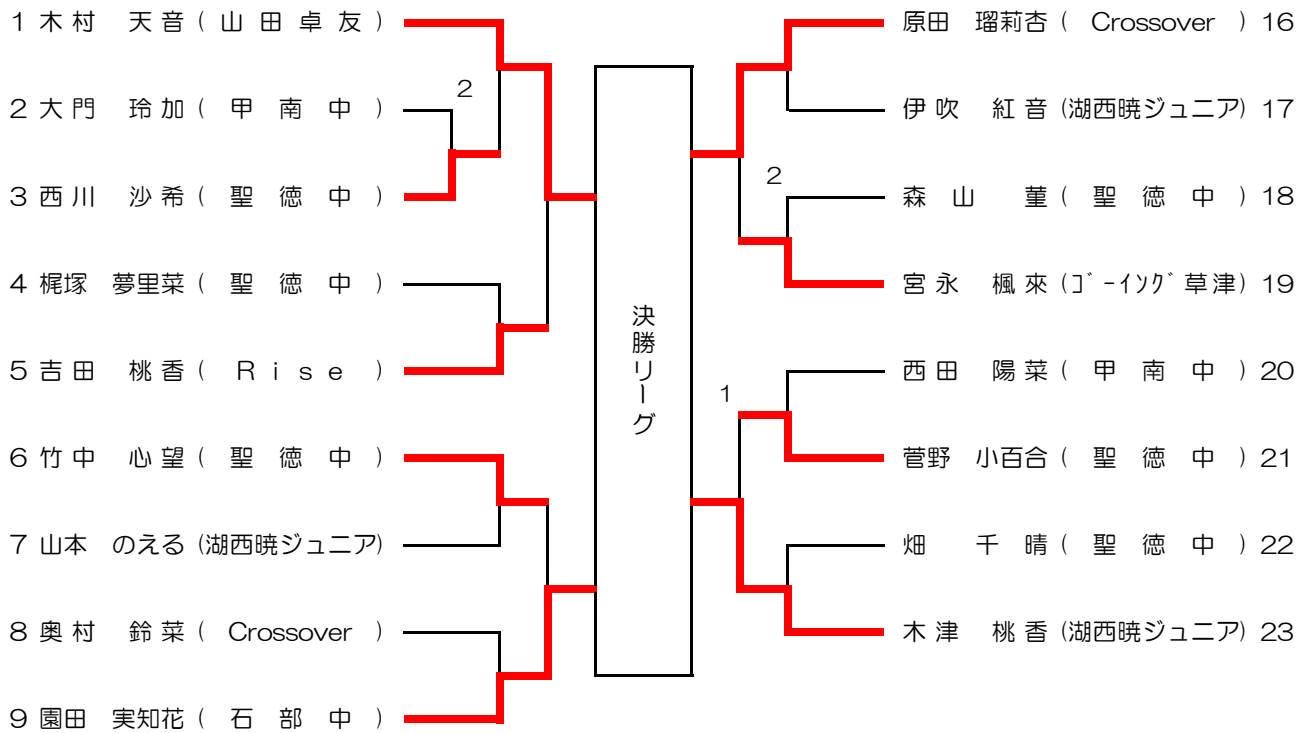 1 木村 天音 ( 山田卓友 )
2
2 大門 玲加 ( 甲南中 )
3 西川 沙希 ( 聖徳中 )
4 梶塚 夢里菜 ( 聖徳中 )
5 吉田 桃香 ( Rise )
6 竹中 心望 ( 聖徳中 )
7 山本 のえる (湖西暁ジュニア)
8 奥村 鈴菜 ( Crossover )
9 園田 実知花 ( 石部中 )
決勝リーグ
原田 瑠莉杏 ( Crossover ) 16
伊吹 紅音 (湖西暁ジュニア) 17
2
森山 菫 ( 聖徳中 ) 18
宮永 楓來 (ｺﾞｰｲﾝｸﾞ草津) 19
西田 陽菜 ( 甲南中 ) 20
1
菅野 小百合 ( 聖徳中 ) 21
畑 千晴 ( 聖徳中 ) 22
木津 桃香 (湖西暁ジュニア) 23